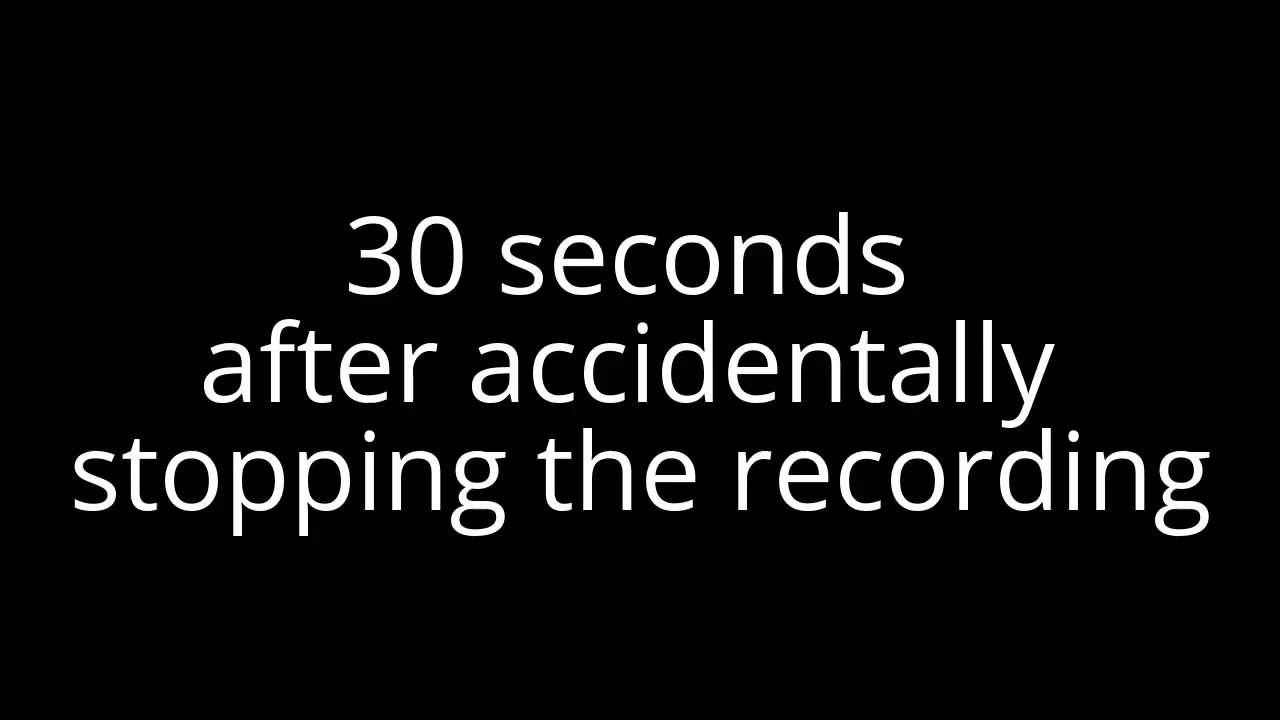 30 seconds
after accidentally
stopping the recording